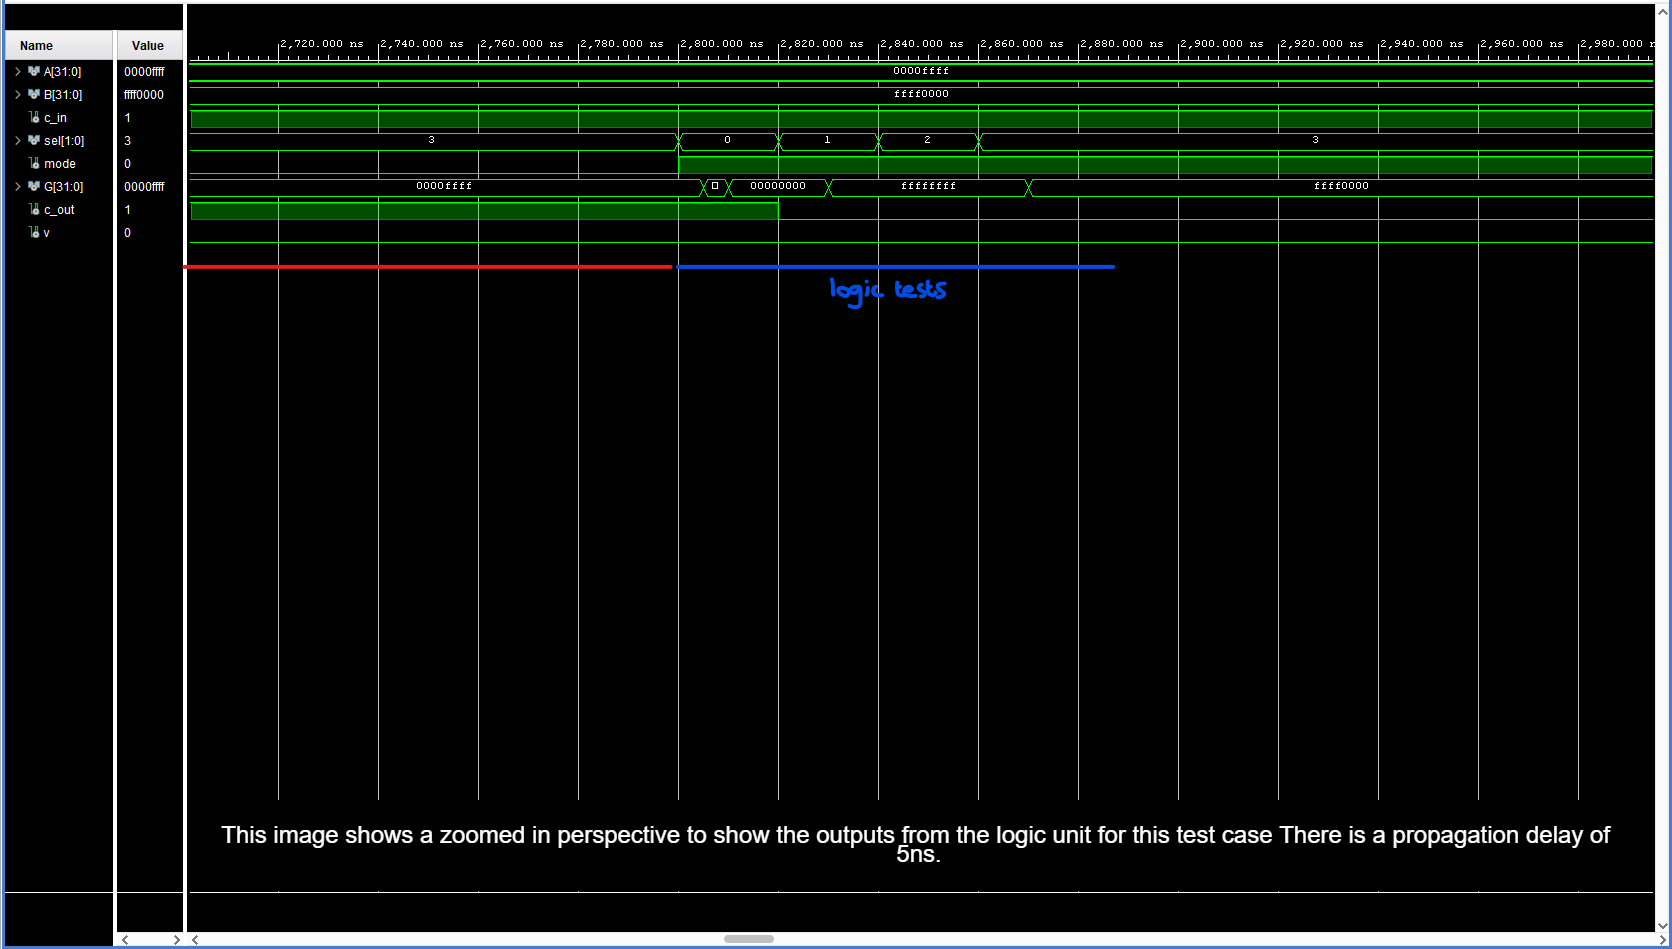 Name Value 2,720.000 ns 2,740.000 ns 2,760.000 ns 2,780.000 ns 2,800.000 ns 2,820.000 ns 2,840.000 ns 2,860.000 ns 2,880.000 ns 2,900.000 ns 2,920.000 ns 2,940.000 ns 2,960.000 ns 2,980.000
A[31:0] 0000ffff 0000ffff
B[31:0] ffff0000 ffff0000
c_in 1
sel[1:0] 3 3 0 1 2 3
mode 0
G[31:0] 0000ffff 0000ffff 00000000 ffffffff ffff0000
c_out 1
v 0
logic tests
This image shows a zoomed in perspective to show the outputs from the logic unit for this test case There is a propagation delay of
5ns.